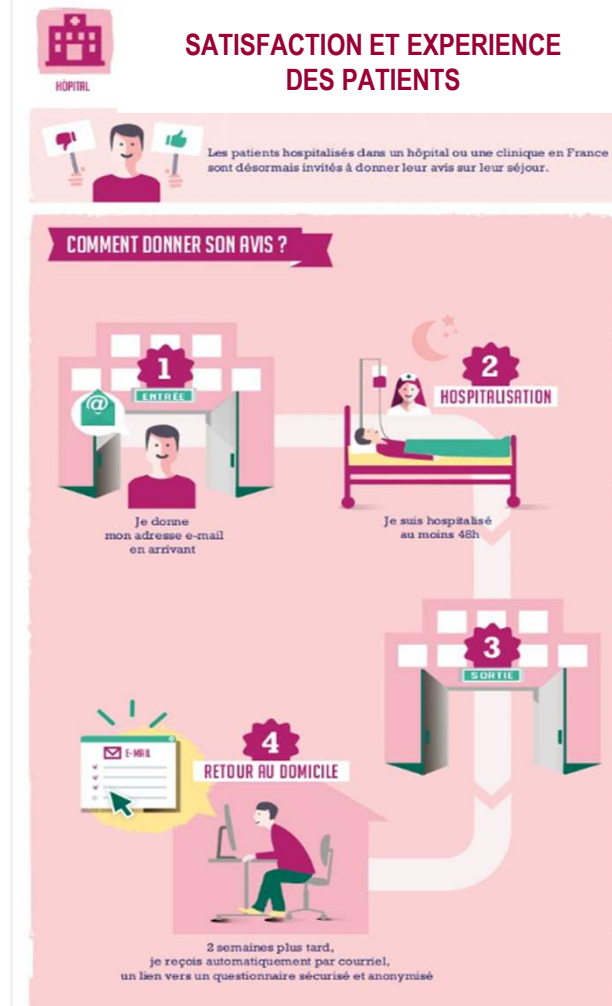 HÔPITAL
SATISFACTION ET EXPERIENCE
DES PATIENTS
Les patients hospitalisés dans un hôpital ou une clinique en France
sont désormais invités à donner leur avis sur leur séjour.
COMMENT DONNER SON AVIS ?
1
ENTRÉE
@
Je donne
mon adresse e-mail
en arrivant
2
HOSPITALISATION
Je suis hospitalisé
au moins 48h
3
SORTIE
4
RETOUR AU DOMICILE
E-MAIL
2 semaines plus tard,
je reçois automatiquement par courriel,
un lien vers un questionnaire sécurisé et anonymisé